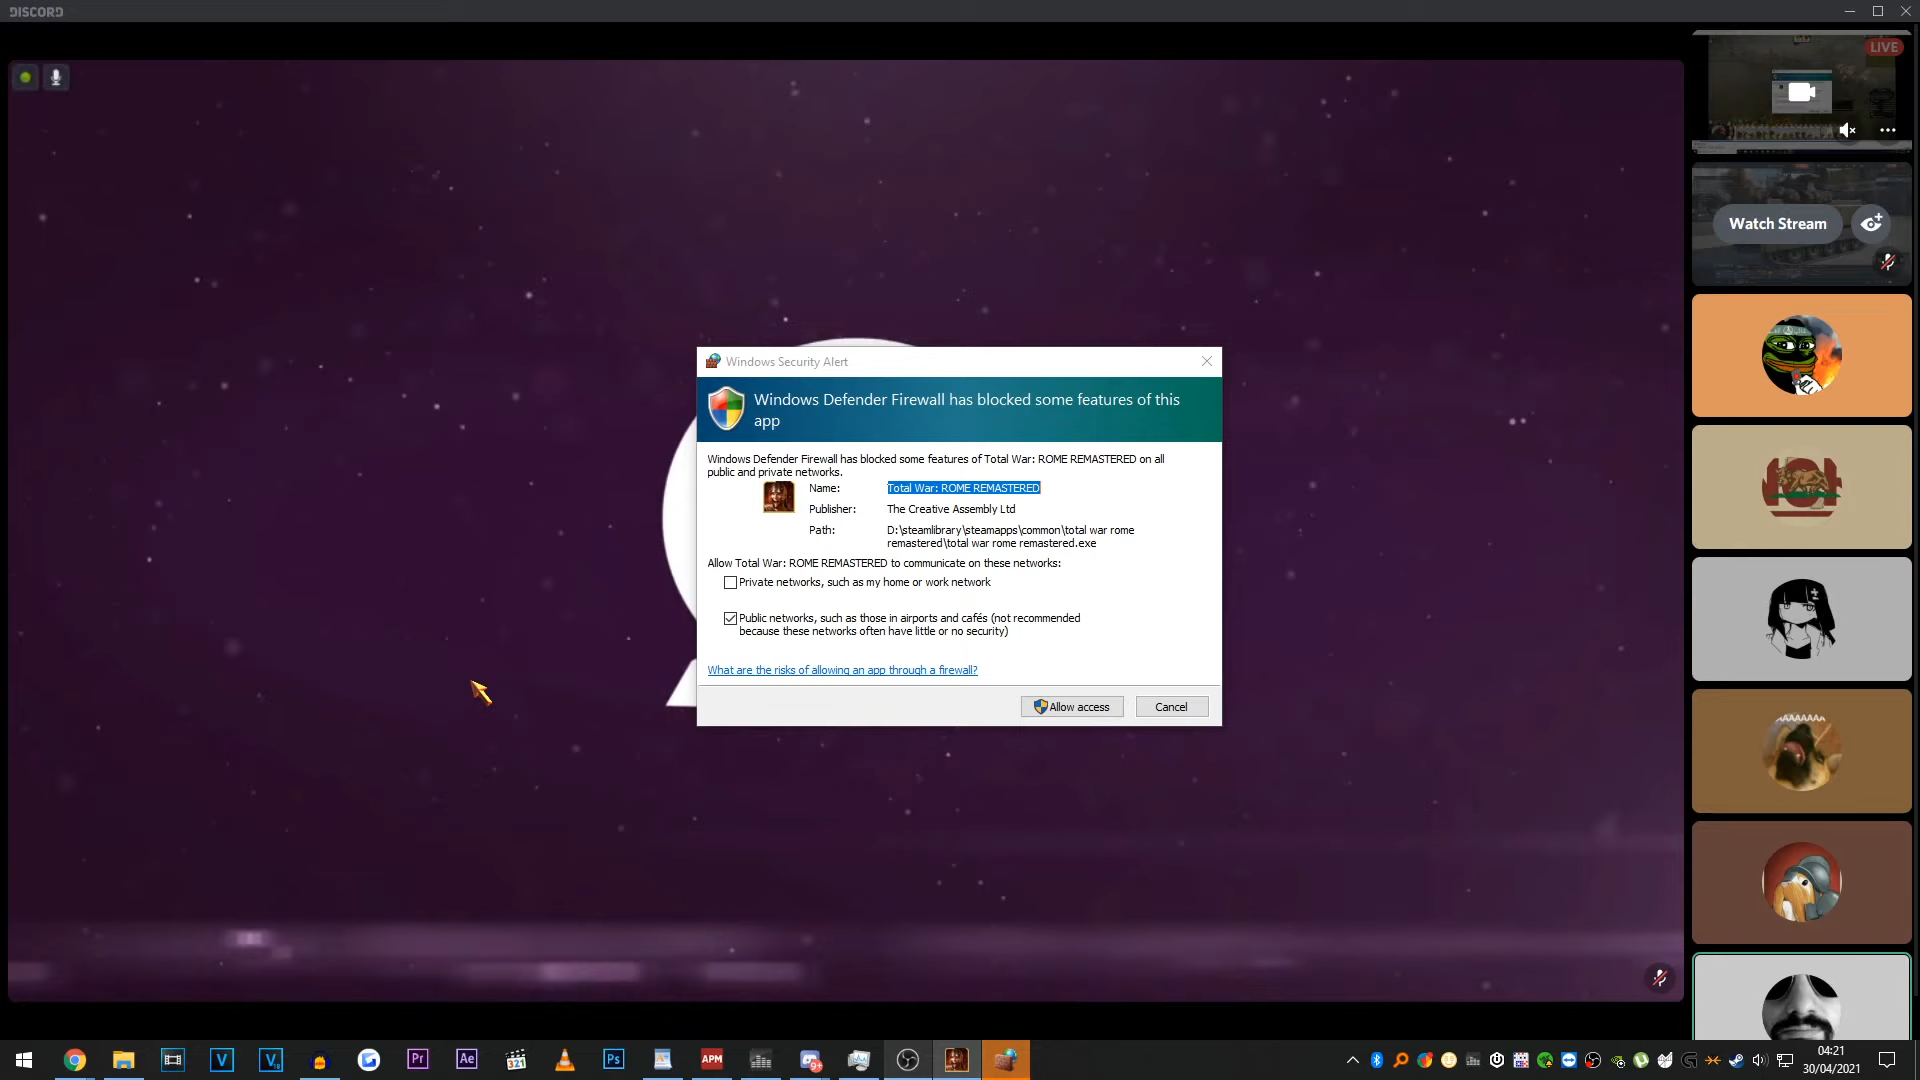 DISCORD
LIVE
Watch Stream
Windows Security Alert
Windows Defender Firewall has blocked some features of this
app
Windows Defender Firewall has blocked some features of Total War: ROME REMASTERED on all
public and private networks.
Name: Total War: ROME REMASTERED
Publisher: The Creative Assembly Ltd
Path: D:\steamlibrary\steamapps\common\total war rome
remastered\total war rome remastered.exe
Allow Total War: ROME REMASTERED to communicate on these networks:
Private networks, such as my home or work network
Public networks, such as those in airports and cafés (not recommended
because these networks often have little or no security)
What are the risks of allowing an app through a firewall?
Allow access
Cancel
AAAAAAA
V
V
Pr
Ae
321
Ps
APM
9+
04:21
30/04/2021